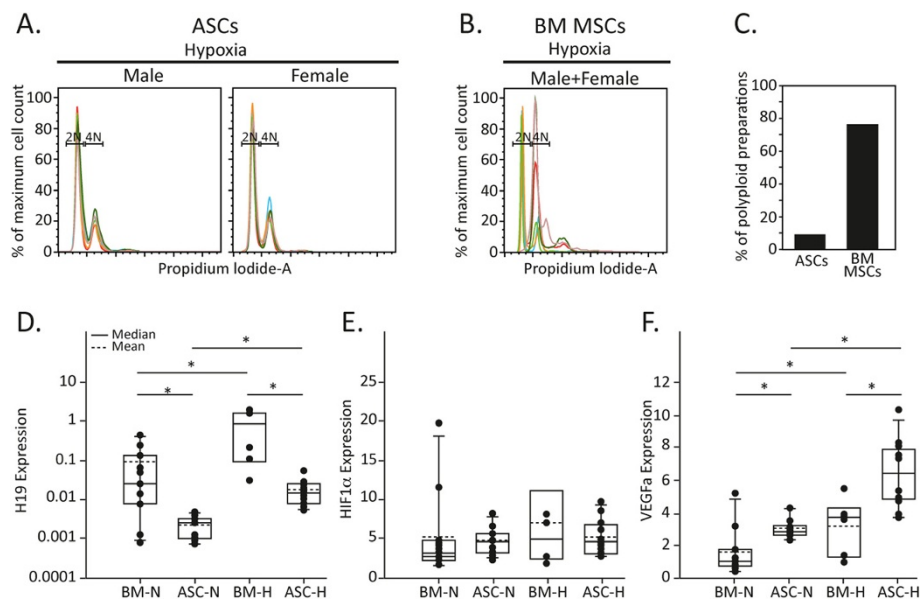 A.
ASCs
Hypoxia
Male
Female
% of maximum cell count
100
80
60
40
20
0
2N 4N
2N 4N
Propidium Iodide-A
B.
BM MSCs
Hypoxia
Male+Female
% of maximum cell count
100
80
60
40
20
0
2N 4N
Propidium Iodide-A
C.
% of polyploid preparations
100
80
60
40
20
0
ASCs
BM
MSCs
D.
Median
Mean
*
*
*
*
H19 Expression
10
1
0.1
0.01
0.001
0.0001
BM-N ASC-N BM-H ASC-H
E.
HIF1α Expression
25
20
15
10
5
0
BM-N ASC-N BM-H ASC-H
F.
*
*
*
*
VEGFa Expression
12
10
8
6
4
2
0
BM-N ASC-N BM-H ASC-H